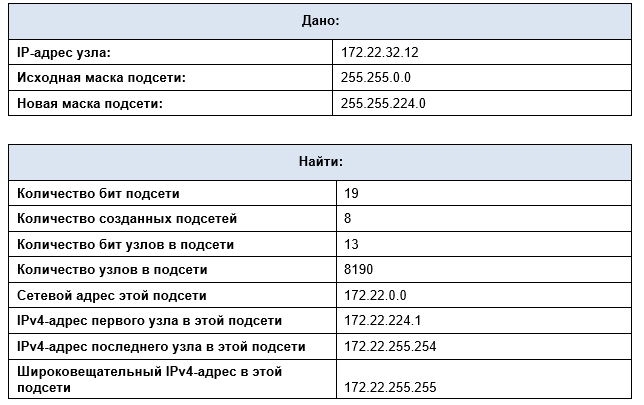 Дано:
IP-адрес узла: 172.22.32.12
Исходная маска подсети: 255.255.0.0
Новая маска подсети: 255.255.224.0
Найти:
Количество бит подсети 19
Количество созданных подсетей 8
Количество бит узлов в подсети 13
Количество узлов в подсети 8190
Сетевой адрес этой подсети 172.22.0.0
IPv4-адрес первого узла в этой подсети 172.22.224.1
IPv4-адрес последнего узла в этой подсети 172.22.255.254
Широковещательный IPv4-адрес в этой
подсети 172.22.255.255